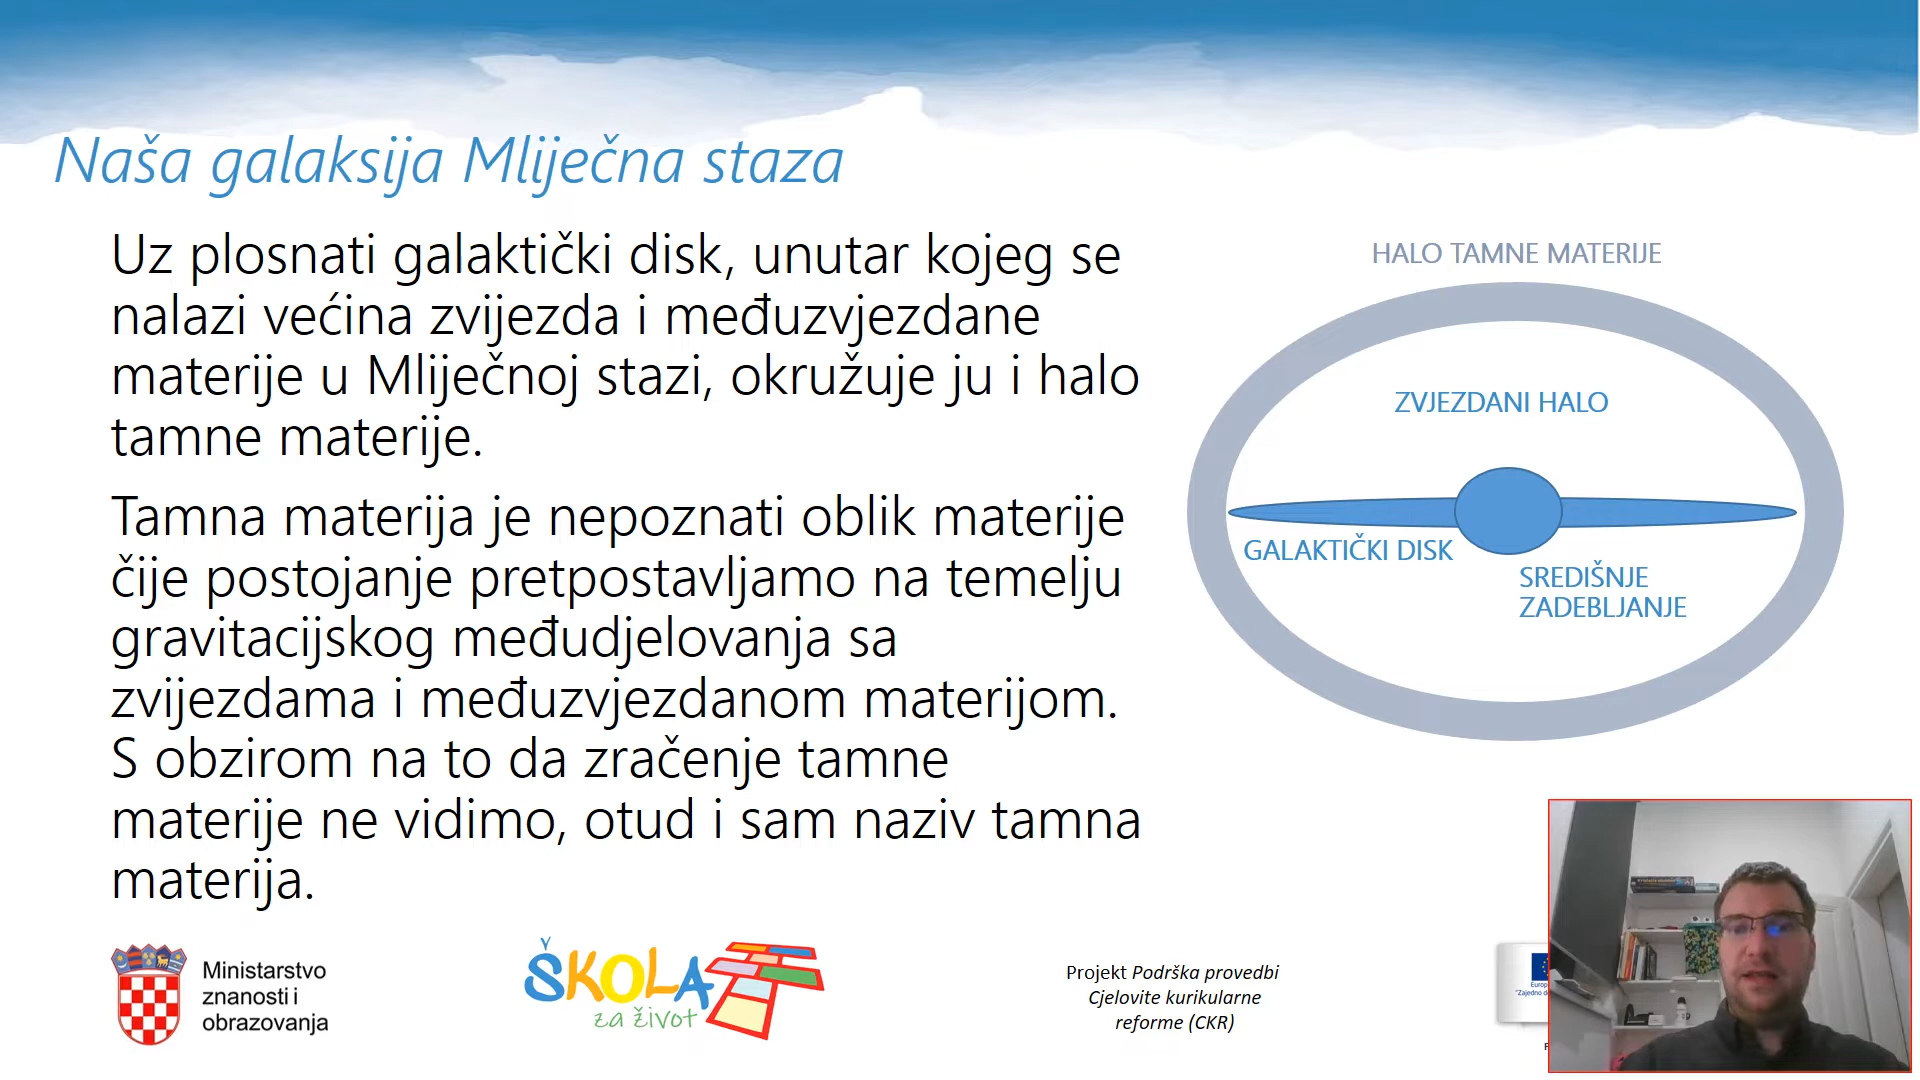 Naša galaksija Mliječna staza
Uz plosnati galaktički disk, unutar kojeg se
nalazi većina zvijezda i međuzvjezdane
materije u Mliječnoj stazi, okružuje ju i halo
tamne materije.
Tamna materija je nepoznati oblik materije
čije postojanje pretpostavljamo na temelju
gravitacijskog međudjelovanja sa
zvijezdama i međuzvjezdanom materijom.
S obzirom na to da zračenje tamne
materije ne vidimo, otud i sam naziv tamna
materija.
HALO TAMNE MATERIJE
ZVJEZDANI HALO
GALAKTIČKI DISK
SREDIŠNJE
ZADEBLJANJE
Ministarstvo
znanosti i
obrazovanja
ŠKOLA
za život
Projekt Podrška provedbi
Cjelovite kurikularne
reforme (CKR)
"Zajedno